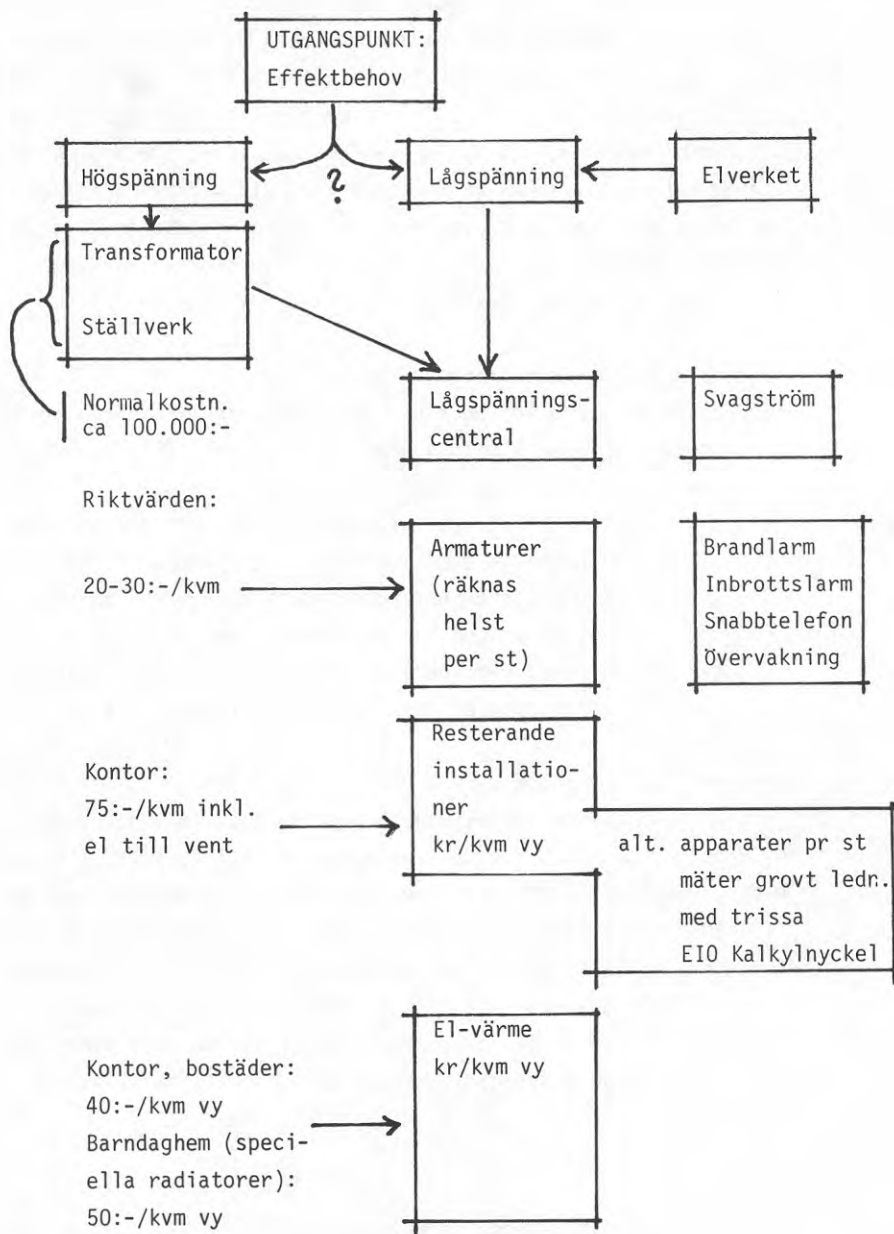 UTGÅNGSPUNKT:
Effektbehov
Högspänning
?
Lågspänning
Elverket
Transformator
Ställverk
Normalkostn.
ca 100.000:-
Lågspännings-
central
Svagström
Riktvärden:
20-30:-/kvm
Armaturer
(räknas
helst
per st)
Brandlarm
Inbrottslarm
Snabbtelefon
Övervakning
Kontor:
75:-/kvm inkl.
el till vent
Resterande
installatio-
ner
kr/kvm vy
alt. apparater pr st
mäter grovt ledn.
med trissa
EIO Kalkylnyckel
Kontor, bostäder:
40:-/kvm vy
Barndaghem (speci-
ella radiatorer):
50:-/kvm vy
El-värme
kr/kvm vy